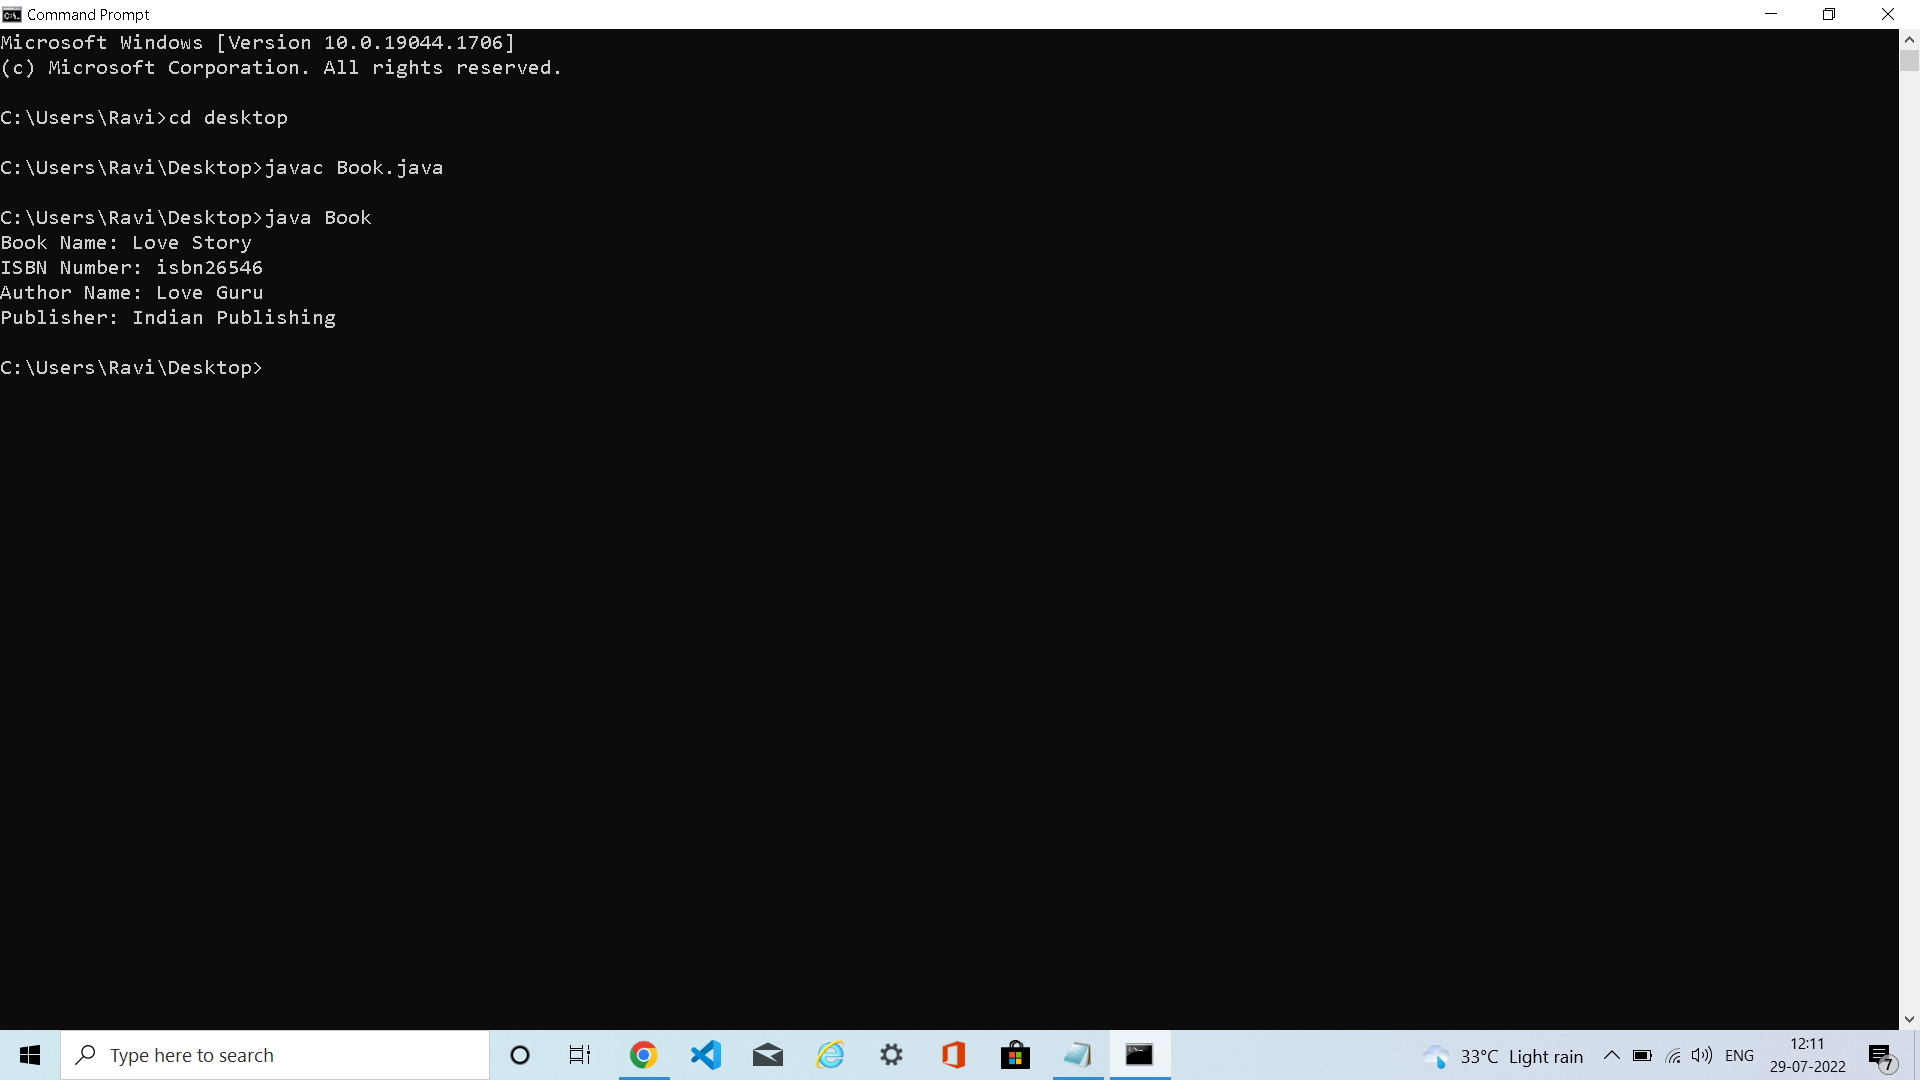 Command Prompt
Microsoft Windows [Version 10.0.19044.1706]
(c) Microsoft Corporation. All rights reserved.
C:\Users\Ravi>cd desktop
C:\Users\Ravi\Desktop>javac Book.java
C:\Users\Ravi\Desktop>java Book
Book Name: Love Story
ISBN Number: isbn26546
Author Name: Love Guru
Publisher: Indian Publishing
C:\Users\Ravi\Desktop>
Type here to search
33°C Light rain
ENG
12:11
29-07-2022
7